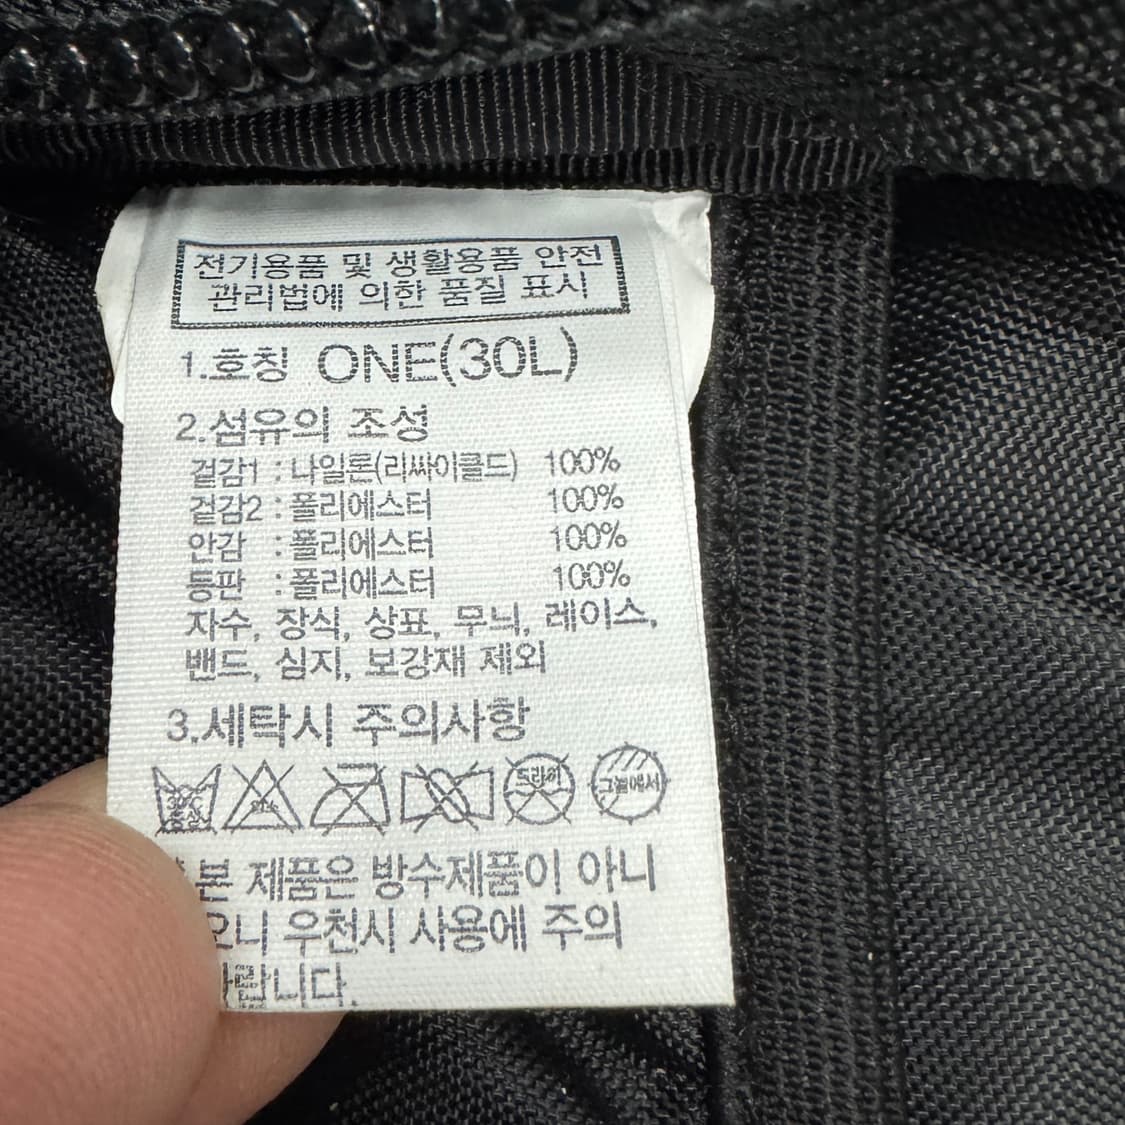 전기용품 및 생활용품 안전
관리법에 의한 품질 표시
1.호칭 ONE(30L)
2.섬유의 조성
겉감1 : 나일론(리싸이클드) 100%
겉감2 : 폴리에스터 100%
안감 : 폴리에스터 100%
등판 : 폴리에스터 100%
자수, 장식, 상표, 무늬, 레이스,
밴드, 심지, 보강재 제외
3.세탁시 주의사항
30℃ 드라이 그늘에서
본 제품은 방수제품이 아니
오니 우천시 사용에 주의
바랍니다.